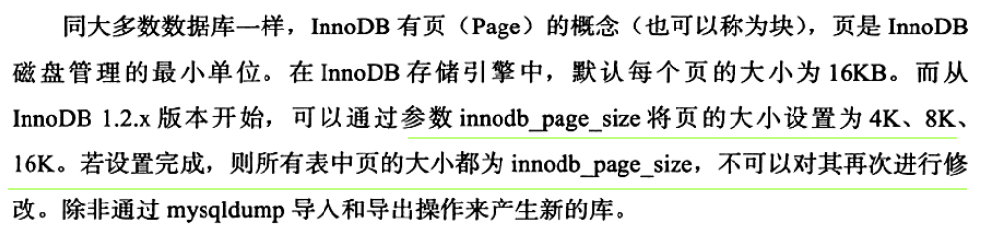 同大多数数据库一样，InnoDB 有页（Page）的概念（也可以称为块），页是 InnoDB
磁盘管理的最小单位。在 InnoDB 存储引擎中，默认每个页的大小为 16KB。而从
InnoDB 1.2.x 版本开始，可以通过参数 innodb_page_size 将页的大小设置为 4K、8K、
16K。若设置完成，则所有表中页的大小都为 innodb_page_size，不可以对其再次进行修
改。除非通过 mysqldump 导入和导出操作来产生新的库。